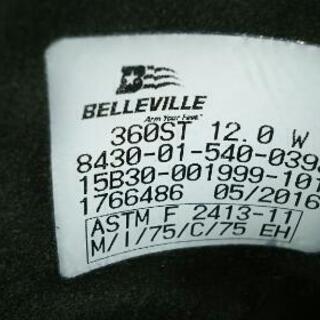 BELLEVILLE
Arm Your Feet
360ST 12.0 W
8430-01-540-039
15B30-001999-101
1766486 05/2016
ASTM F 2413-11
M/I/75/C/75 EH